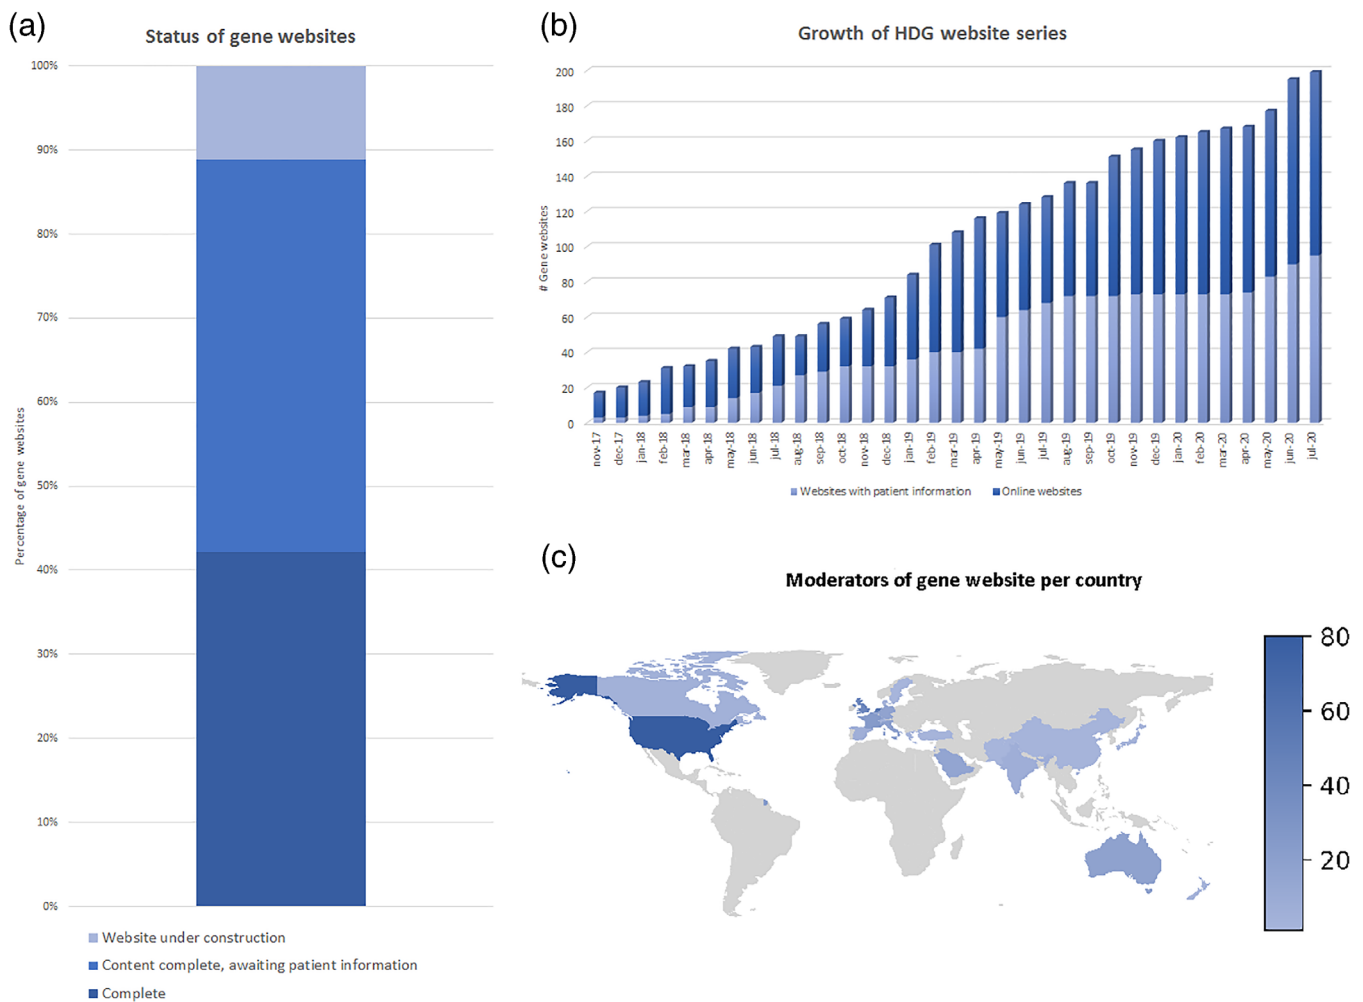 (a)
Status of gene websites
100%
90%
80%
70%
60%
50%
40%
30%
20%
10%
0%
Percentage of gene websites
Website under construction
Content complete, awaiting patient information
Complete
(b)
Growth of HDG website series
200
180
160
140
120
100
80
60
40
20
0
# Gene websites
nov-17
dec-17
jan-18
feb-18
mar-18
apr-18
may-18
jun-18
jul-18
aug-18
sep-18
oct-18
nov-18
dec-18
jan-19
feb-19
mar-19
apr-19
may-19
jun-19
jul-19
aug-19
sep-19
oct-19
nov-19
dec-19
jan-20
feb-20
mar-20
apr-20
may-20
jun-20
jul-20
Websites with patient information
Online websites
(c)
Moderators of gene website per country
80
60
40
20